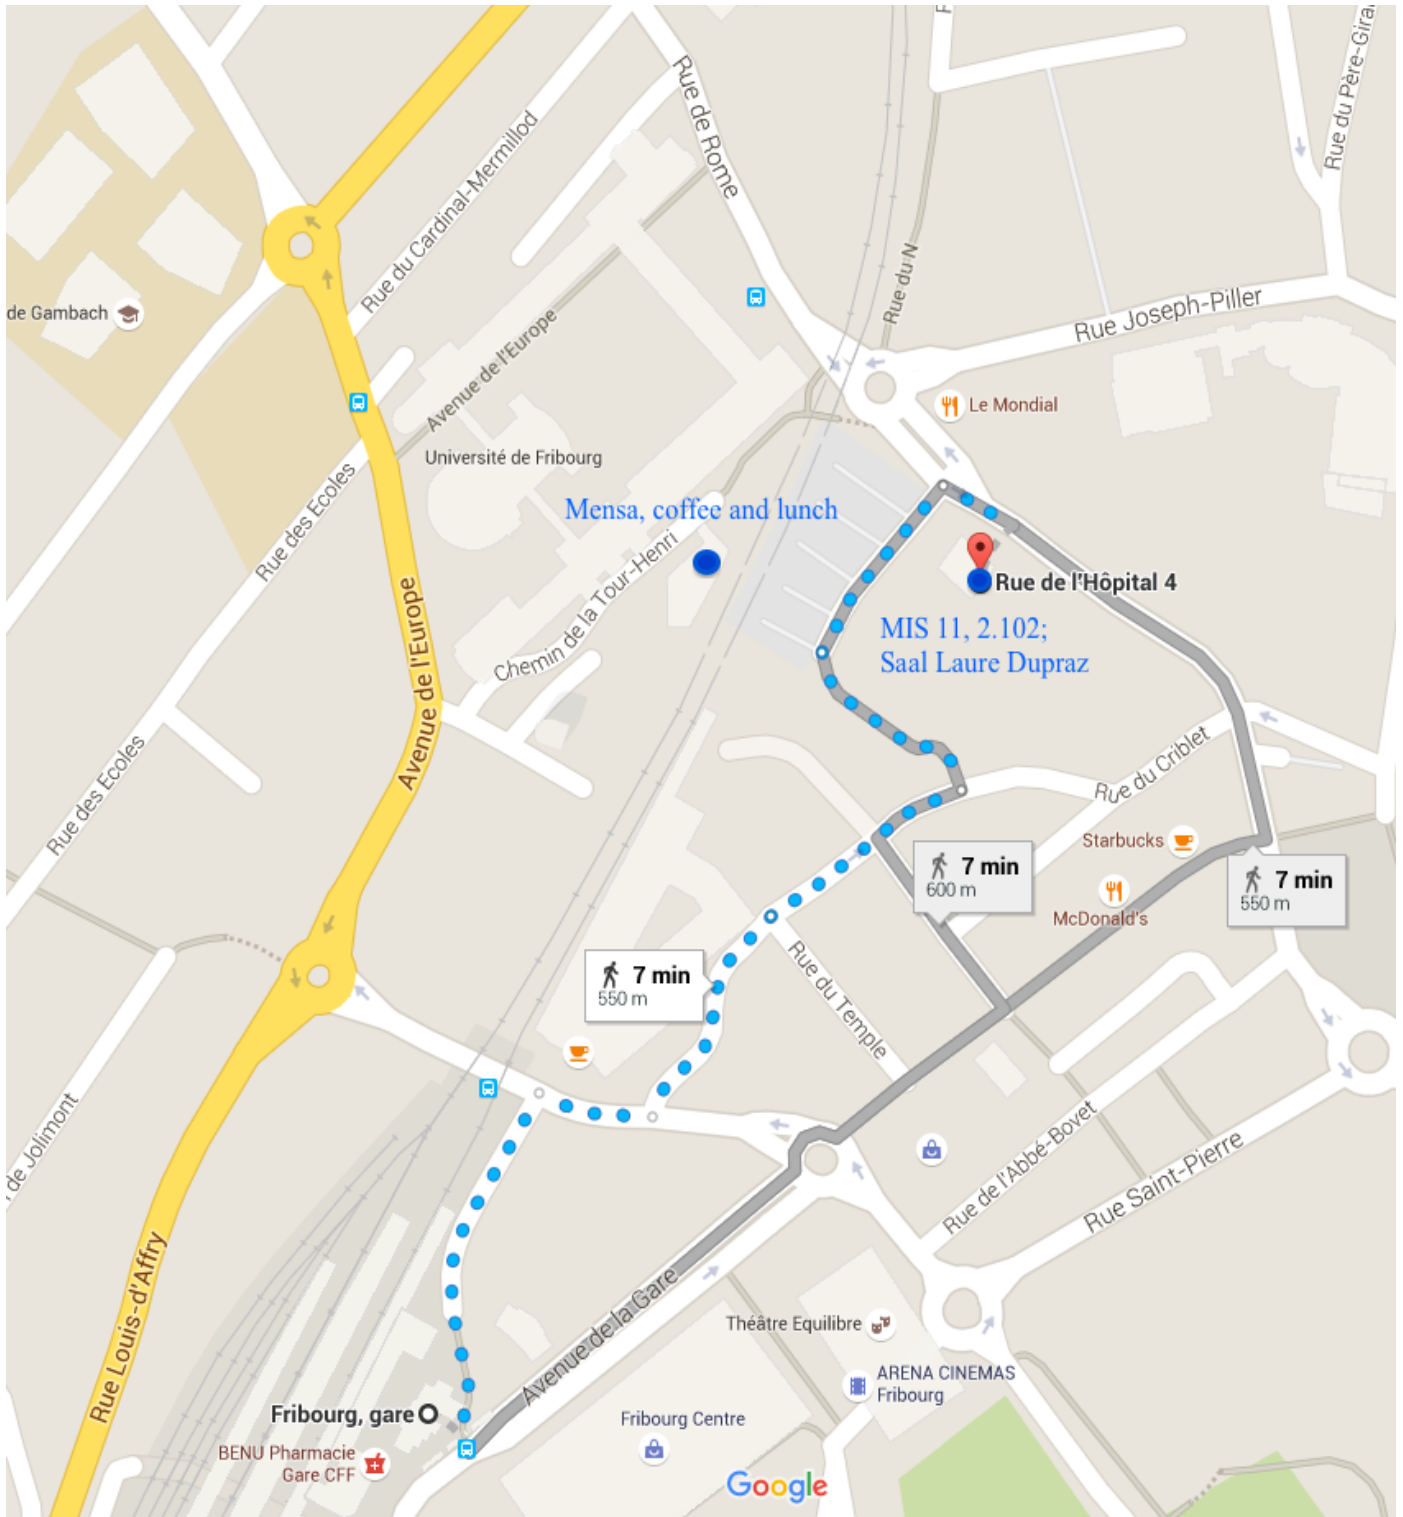 Rue de Rome
Rue du Père-Girar
Rue du Cardinal-Mermillod
de Gambach
Rue du N
Rue Joseph-Piller
Avenue de l'Europe
Le Mondial
Université de Fribourg
Rue des Ecoles
Mensa, coffee and lunch
Chemin de la Tour-Henri
Rue de l'Hôpital 4
MIS 11, 2.102;
Saal Laure Dupraz
Avenue de l'Europe
Rue des Ecoles
Rue du Criblet
Starbucks
7 min
600 m
7 min
550 m
McDonald's
7 min
550 m
Rue du Temple
de Jolimont
Rue de l'Abbé-Bovet
Rue Saint-Pierre
Rue Louis-d'Affry
Avenue de la Gare
Théâtre Equilibre
ARENA CINEMAS
Fribourg
Fribourg, gare
Fribourg Centre
BENU Pharmacie
Gare CFF
Google